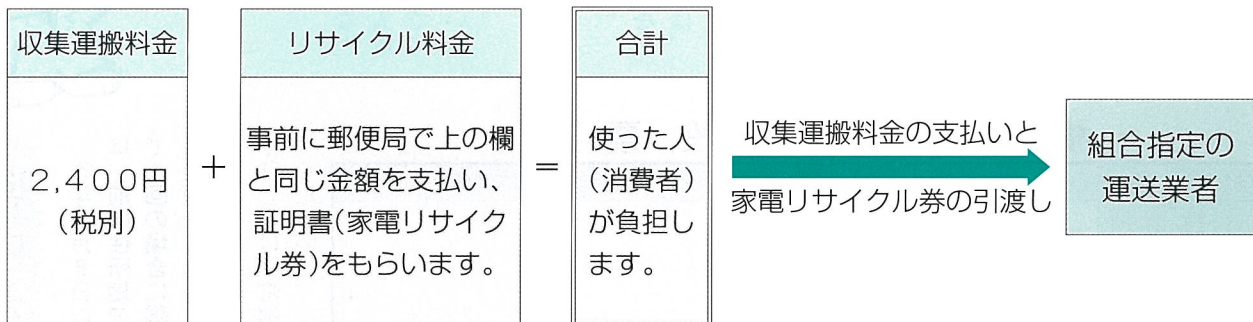 収集運搬料金
２,４００円
（税別）
＋
リサイクル料金
事前に郵便局で上の欄
と同じ金額を支払い、
証明書（家電リサイク
ル券）をもらいます。
＝
合計
使った人
（消費者）
が負担し
ます。
収集運搬料金の支払いと
家電リサイクル券の引渡し
組合指定の
運送業者